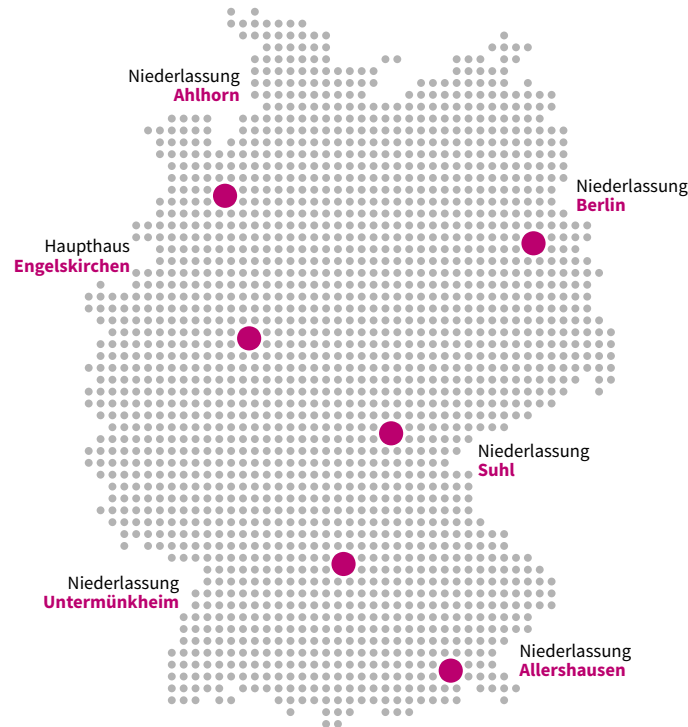 Niederlassung
Ahlhorn
Niederlassung
Berlin
Haupthaus
Engelskirchen
Niederlassung
Suhl
Niederlassung
Untermünkheim
Niederlassung
Allershausen